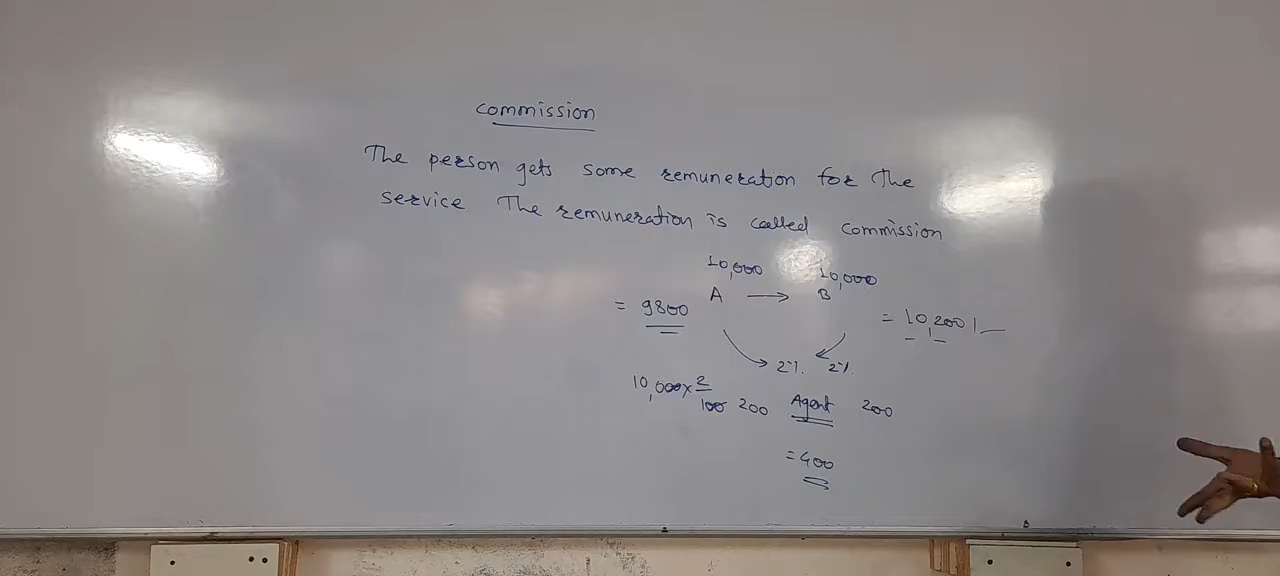 commission
The person gets some remuneration for the
service The remuneration is called commission
10,000 10,000
= 9800 A → B = 10,200/-
2%. 2%.
10,000 x 2/100 200 Agent 200
= 400